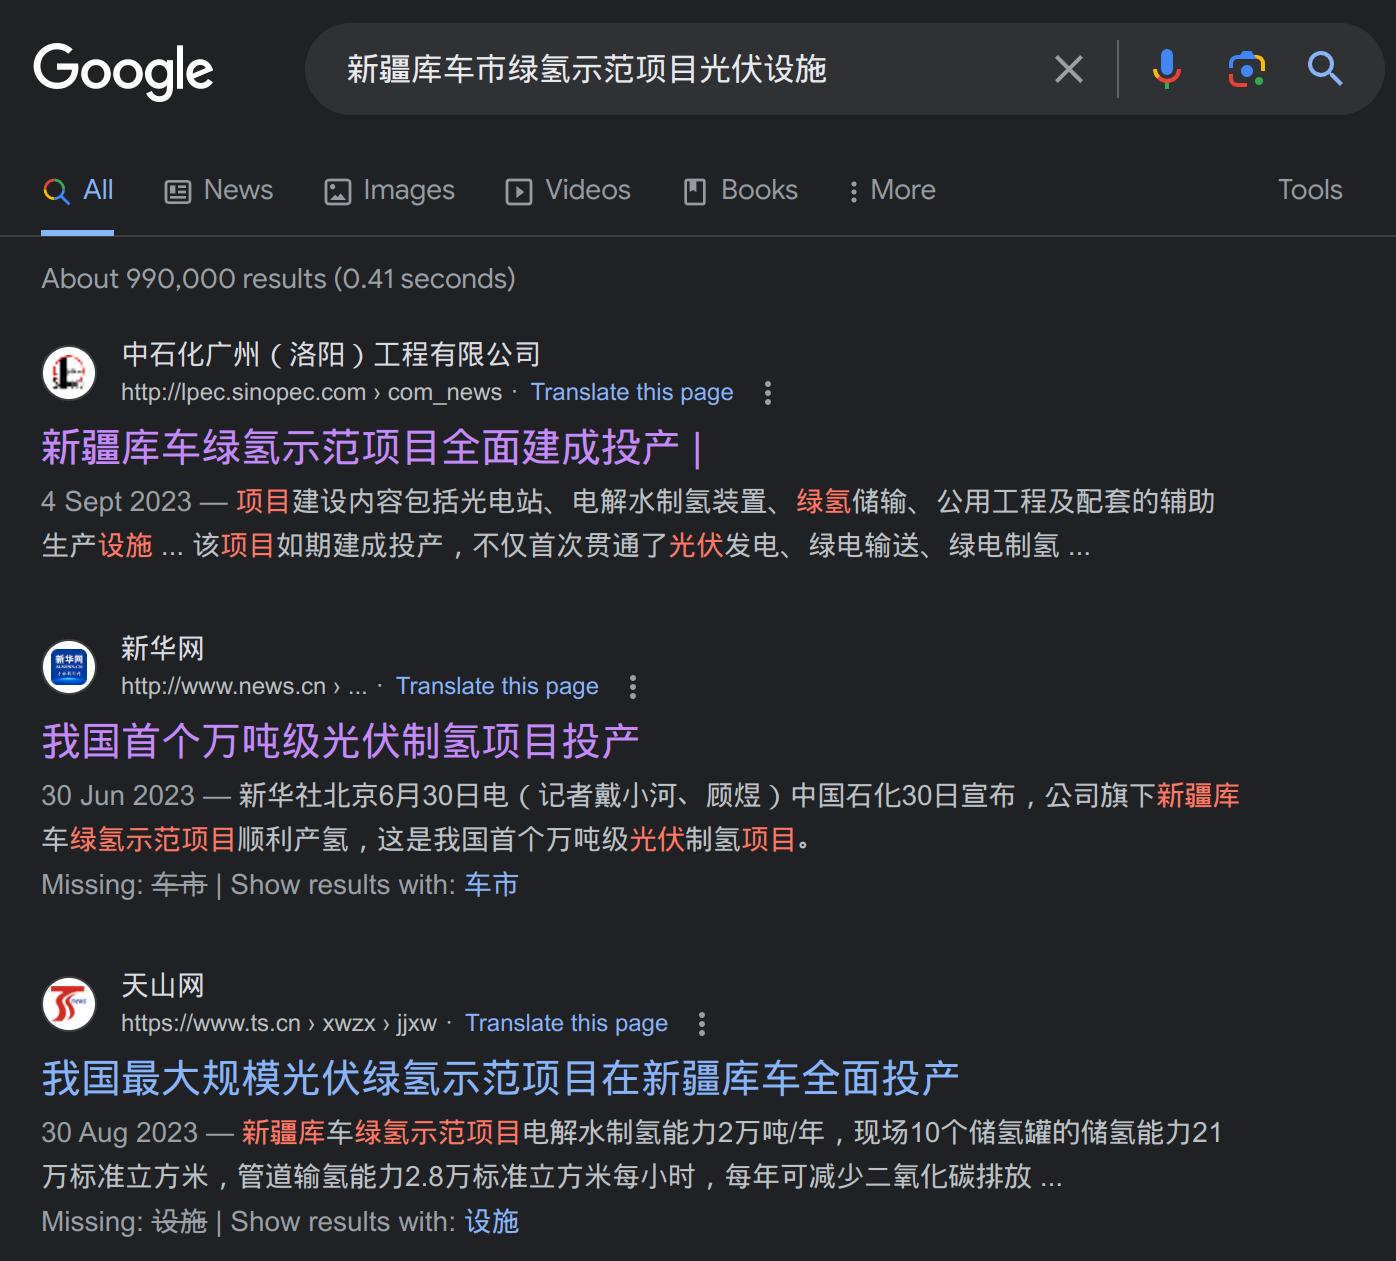 Google
新疆库车市绿氢示范项目光伏设施
All News Images Videos Books More Tools
About 990,000 results (0.41 seconds)
中石化广州（洛阳）工程有限公司
http://lpec.sinopec.com › com_news · Translate this page
新疆库车绿氢示范项目全面建成投产 |
4 Sept 2023 — 项目建设内容包括光电站、电解水制氢装置、绿氢储输、公用工程及配套的辅助
生产设施 ... 该项目如期建成投产，不仅首次贯通了光伏发电、绿电输送、绿电制氢 ...
新华网
http://www.news.cn › ... · Translate this page
我国首个万吨级光伏制氢项目投产
30 Jun 2023 — 新华社北京6月30日电（记者戴小河、顾煜）中国石化30日宣布，公司旗下新疆库
车绿氢示范项目顺利产氢，这是我国首个万吨级光伏制氢项目。
Missing: 车市 | Show results with: 车市
天山网
https://www.ts.cn › xwzx › jjxw · Translate this page
我国最大规模光伏绿氢示范项目在新疆库车全面投产
30 Aug 2023 — 新疆库车绿氢示范项目电解水制氢能力2万吨/年，现场10个储氢罐的储氢能力21
万标准立方米，管道输氢能力2.8万标准立方米每小时，每年可减少二氧化碳排放 ...
Missing: 设施 | Show results with: 设施